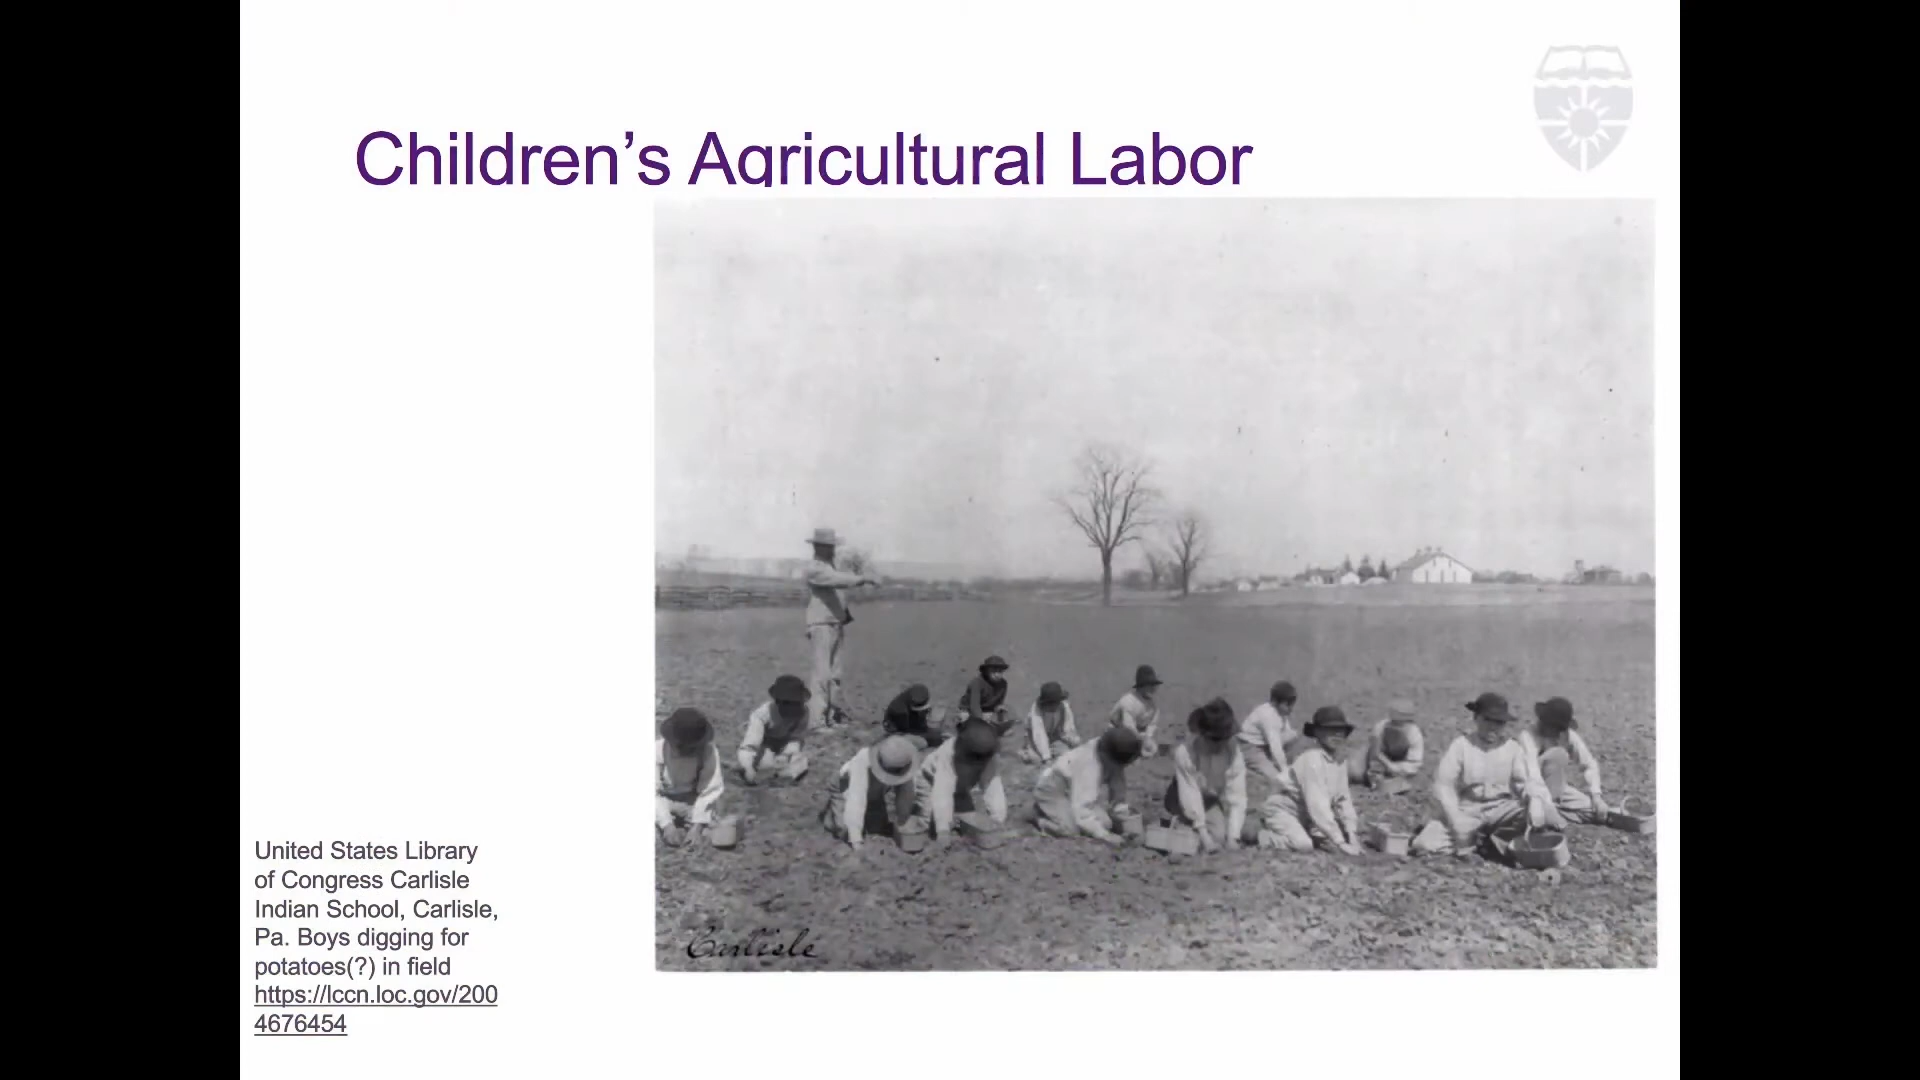 Children’s Agricultural Labor
United States Library
of Congress Carlisle
Indian School, Carlisle,
Pa. Boys digging for
potatoes(?) in field
https://lccn.loc.gov/200
4676454
Carlisle